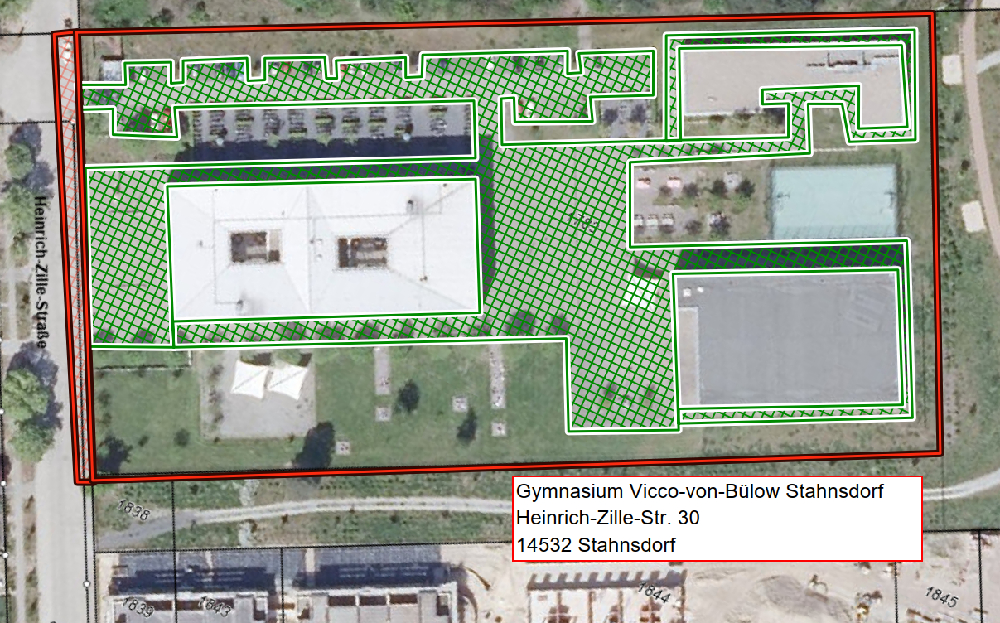 1783
Heinrich-Zille-Straße
Gymnasium Vicco-von-Bülow Stahnsdorf
Heinrich-Zille-Str. 30
14532 Stahnsdorf
1838
1839
1843
1844
1845